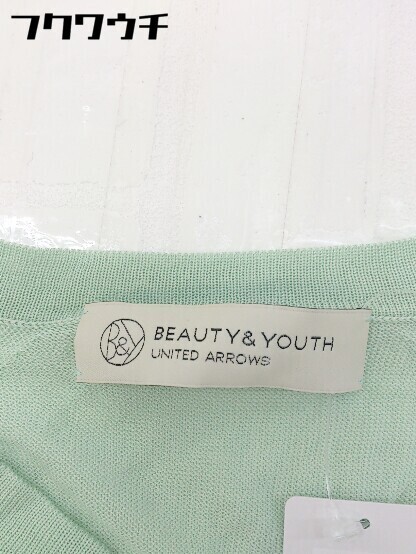 フクワウチ
B&Y
BEAUTY & YOUTH
UNITED ARROWS